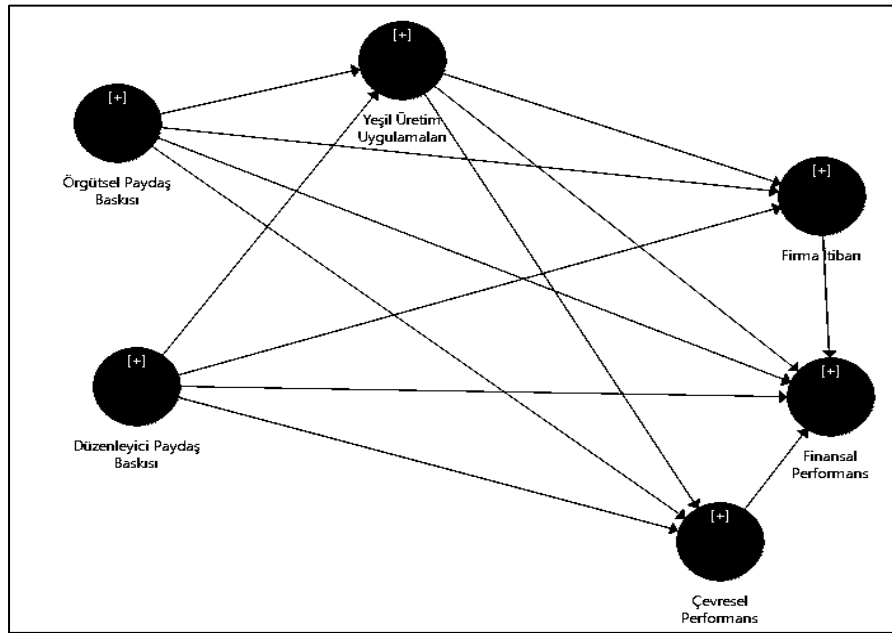 [+]
Yeşil Üretim
Uygulamaları
[+]
Örgütsel Paydaş
Baskısı
[+]
Firma İtibarı
[+]
Düzenleyici Paydaş
Baskısı
[+]
Finansal
Performans
[+]
Çevresel
Performans